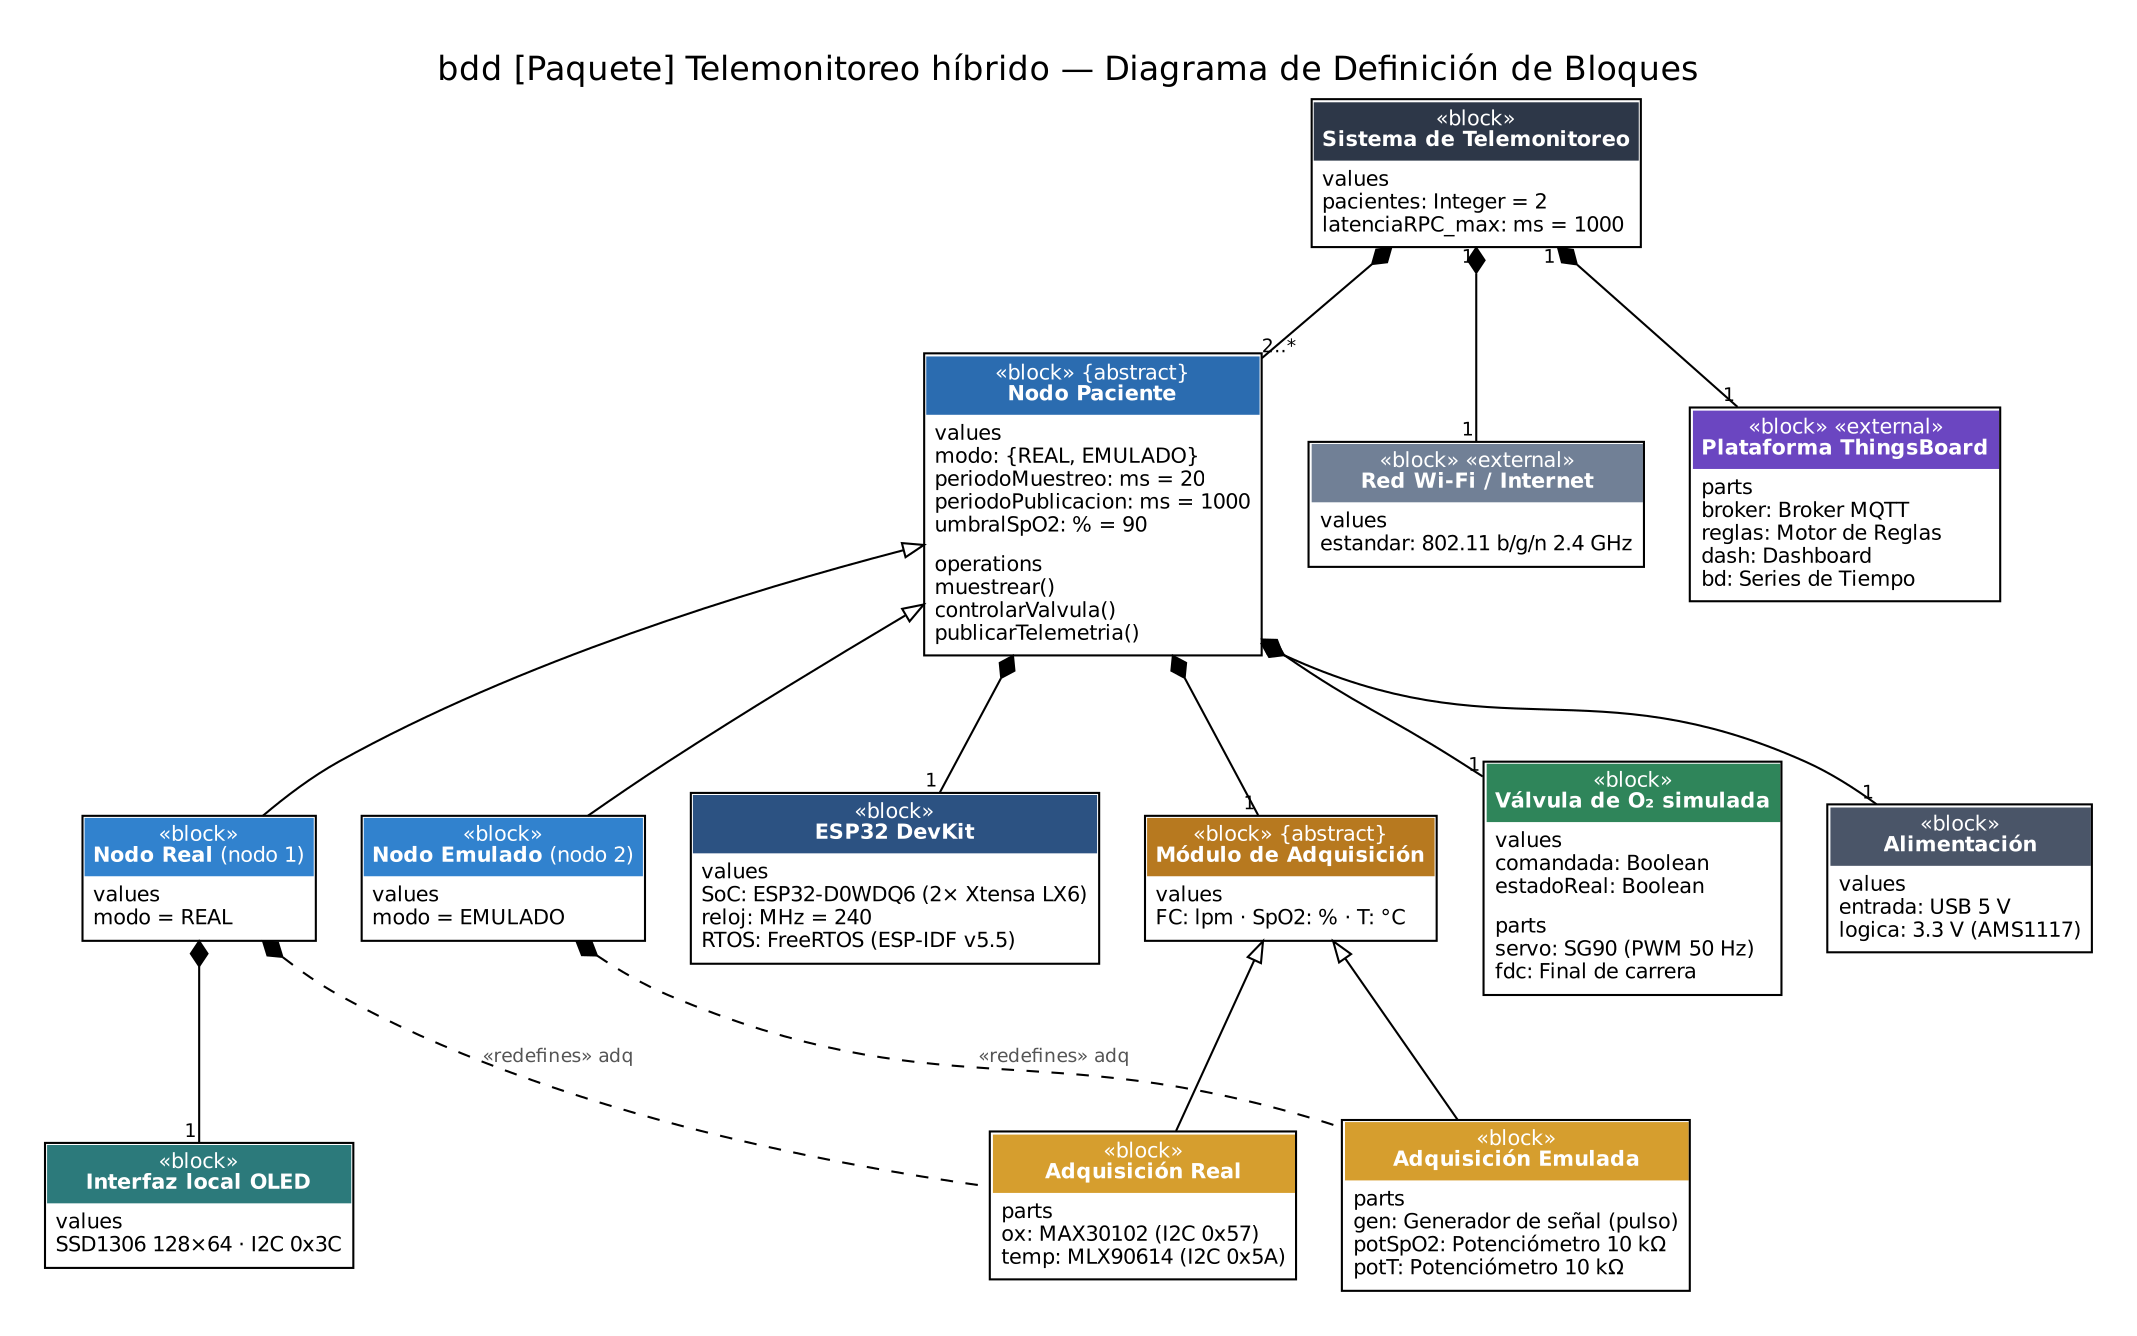 bdd [Paquete] Telemonitoreo híbrido — Diagrama de Definición de Bloques
«block»
Sistema de Telemonitoreo
values
pacientes: Integer = 2
latenciaRPC_max: ms = 1000
1
1
2..*
1
1
«block» {abstract}
Nodo Paciente
values
modo: {REAL, EMULADO}
periodoMuestreo: ms = 20
periodoPublicacion: ms = 1000
umbralSpO2: % = 90
operations
muestrear()
controlarValvula()
publicarTelemetria()
«block» «external»
Red Wi-Fi / Internet
values
estandar: 802.11 b/g/n 2.4 GHz
«block» «external»
Plataforma ThingsBoard
parts
broker: Broker MQTT
reglas: Motor de Reglas
dash: Dashboard
bd: Series de Tiempo
1
1
1
1
«block»
Nodo Real (nodo 1)
values
modo = REAL
«block»
Nodo Emulado (nodo 2)
values
modo = EMULADO
«block»
ESP32 DevKit
values
SoC: ESP32-D0WDQ6 (2× Xtensa LX6)
reloj: MHz = 240
RTOS: FreeRTOS (ESP-IDF v5.5)
«block» {abstract}
Módulo de Adquisición
values
FC: lpm · SpO2: % · T: °C
«block»
Válvula de O₂ simulada
values
comandada: Boolean
estadoReal: Boolean
parts
servo: SG90 (PWM 50 Hz)
fdc: Final de carrera
«block»
Alimentación
values
entrada: USB 5 V
logica: 3.3 V (AMS1117)
«redefines» adq
«redefines» adq
1
«block»
Interfaz local OLED
values
SSD1306 128×64 · I2C 0x3C
«block»
Adquisición Real
parts
ox: MAX30102 (I2C 0x57)
temp: MLX90614 (I2C 0x5A)
«block»
Adquisición Emulada
parts
gen: Generador de señal (pulso)
potSpO2: Potenciómetro 10 kΩ
potT: Potenciómetro 10 kΩ